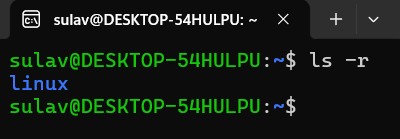 sulav@DESKTOP-54HULPU: ~
sulav@DESKTOP-54HULPU:~$ ls -r
linux
sulav@DESKTOP-54HULPU:~$